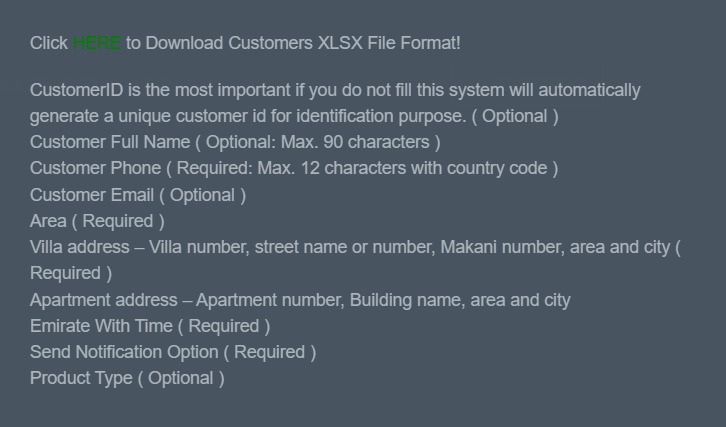 Click HERE to Download Customers XLSX File Format!
CustomerID is the most important if you do not fill this system will automatically
generate a unique customer id for identification purpose. ( Optional )
Customer Full Name ( Optional: Max. 90 characters )
Customer Phone ( Required: Max. 12 characters with country code )
Customer Email ( Optional )
Area ( Required )
Villa address – Villa number, street name or number, Makani number, area and city (
Required )
Apartment address – Apartment number, Building name, area and city
Emirate With Time ( Required )
Send Notification Option ( Required )
Product Type ( Optional )